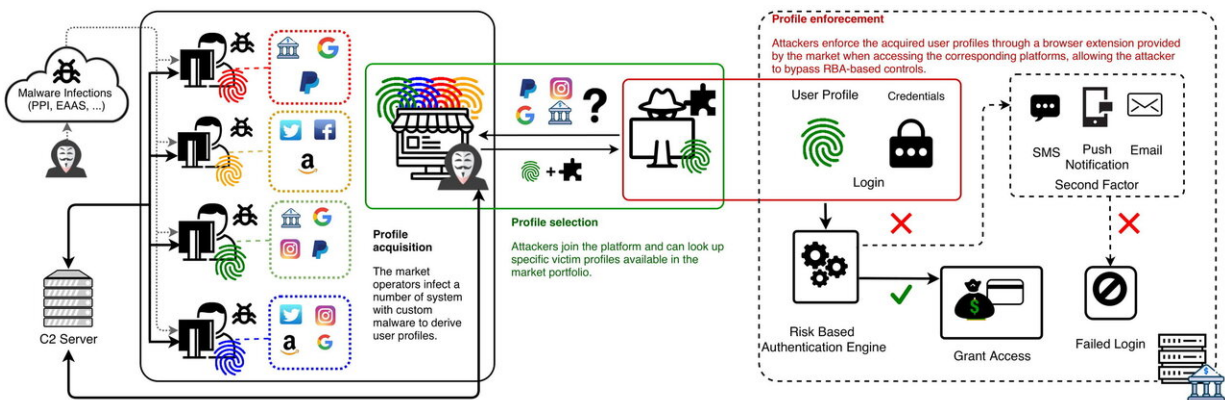 Malware Infections
(PPI, EAAS, ...)
C2 Server
Profile
acquisition
The market
operators infect a
number of system
with custom
malware to derive
user profiles.
?
+
Profile selection
Attackers join the platform and can look up
specific victim profiles available in the
market portfolio.
Profile enforecement
Attackers enforce the acquired user profiles through a browser extension provided
by the market when accessing the corresponding platforms, allowing the attacker
to bypass RBA-based controls.
User Profile
Credentials
Login
SMS
Push
Notification
Email
Second Factor
Risk Based
Authentication Engine
Grant Access
Failed Login